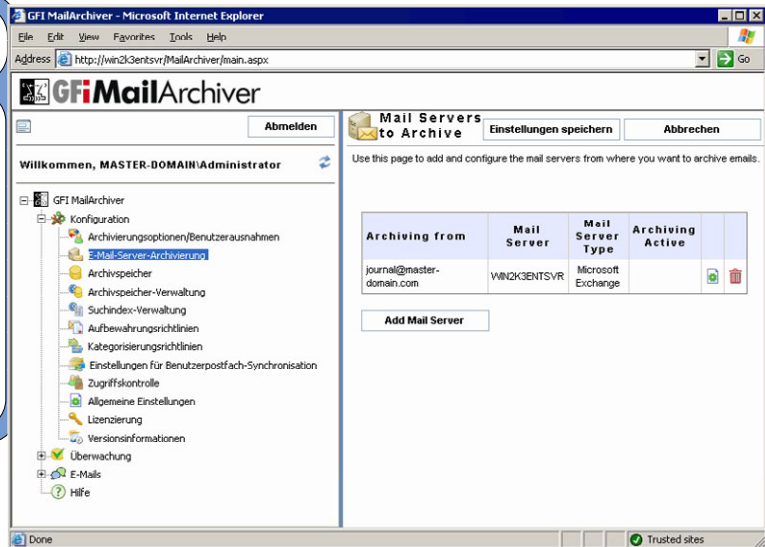 GFI MailArchiver - Microsoft Internet Explorer
File Edit View Favorites Tools Help
Address http://win2k3entsvr/MailArchiver/main.aspx Go
GFiMailArchiver
Abmelden
Willkommen, MASTER-DOMAIN\Administrator
GFI MailArchiver
Konfiguration
Archivierungsoptionen/Benutzerausnahmen
E-Mail-Server-Archivierung
Archivspeicher
Archivspeicher-Verwaltung
Suchindex-Verwaltung
Aufbewahrungsrichtlinien
Kategorisierungsrichtlinien
Einstellungen für Benutzerpostfach-Synchronisation
Zugriffskontrolle
Allgemeine Einstellungen
Lizenzierung
Versionsinformationen
Überwachung
E-Mails
Hilfe
Mail Servers
to Archive
Einstellungen speichern
Abbrechen
Use this page to add and configure the mail servers from where you want to archive emails.
Archiving from
Mail
Server
Mail
Server
Type
Archiving
Active
journal@master-
domain.com
WIN2K3ENTSVR
Microsoft
Exchange
Add Mail Server
Done
Trusted sites